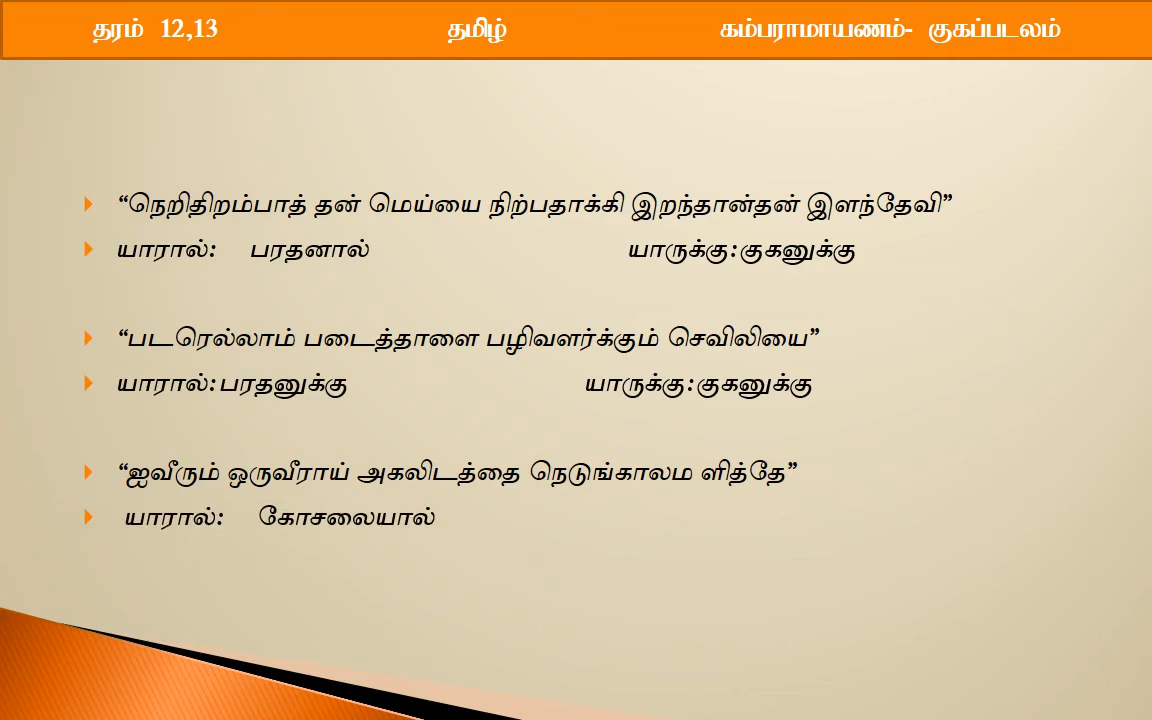 தரம் 12,13 தமிழ் கம்பராமாயணம்- குகப்படலம்
“நெறிதிறம்பாத் தன் மெய்யை நிற்பதாக்கி இறந்தான்தன் இளந்தேவி”
யாரால்: பரதனால் யாருக்கு:குகனுக்கு
“படரெல்லாம் படைத்தாளை பழிவளர்க்கும் செவிலியை”
யாரால்:பரதனுக்கு யாருக்கு:குகனுக்கு
“ஐவீரும் ஒருவீராய் அகலிடத்தை நெடுங்காலம ளித்தே”
யாரால்: கோசலையால்